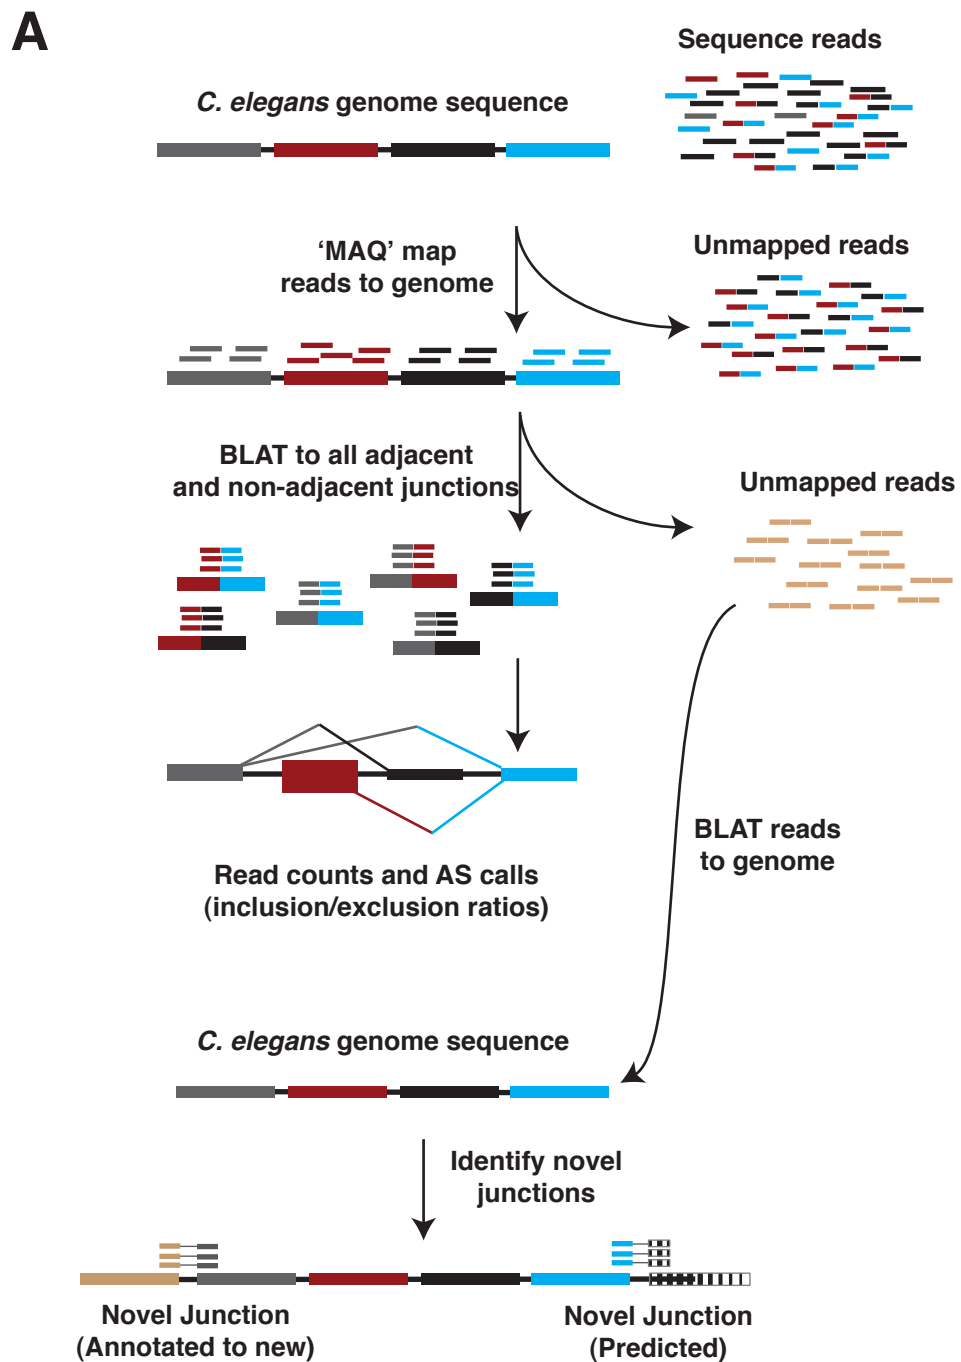 A
Sequence reads
C. elegans genome sequence
‘MAQ’ map
reads to genome
Unmapped reads
BLAT to all adjacent
and non-adjacent junctions
Unmapped reads
BLAT reads
to genome
Read counts and AS calls
(inclusion/exclusion ratios)
C. elegans genome sequence
Identify novel
junctions
Novel Junction
(Annotated to new)
Novel Junction
(Predicted)